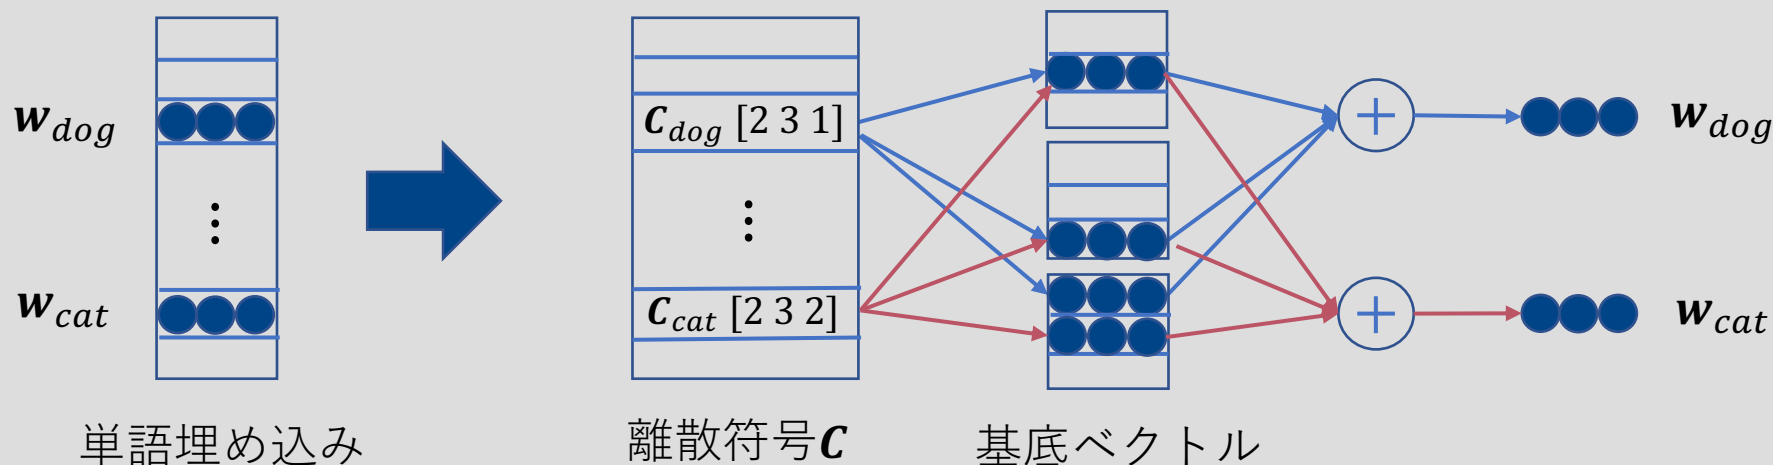 w_dog
w_cat
⋮
単語埋め込み
C_dog [2 3 1]
⋮
C_cat [2 3 2]
離散符号C
基底ベクトル
+
+
w_dog
w_cat